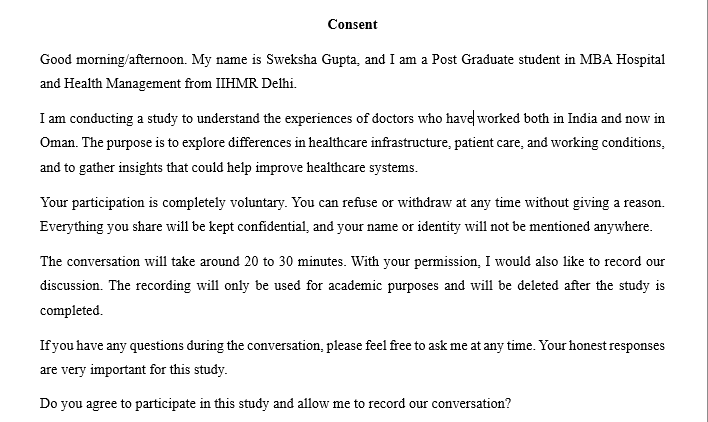 Consent
Good morning/afternoon. My name is Sweksha Gupta, and I am a Post Graduate student in MBA Hospital
and Health Management from IIHMR Delhi.
I am conducting a study to understand the experiences of doctors who have worked both in India and now in
Oman. The purpose is to explore differences in healthcare infrastructure, patient care, and working conditions,
and to gather insights that could help improve healthcare systems.
Your participation is completely voluntary. You can refuse or withdraw at any time without giving a reason.
Everything you share will be kept confidential, and your name or identity will not be mentioned anywhere.
The conversation will take around 20 to 30 minutes. With your permission, I would also like to record our
discussion. The recording will only be used for academic purposes and will be deleted after the study is
completed.
If you have any questions during the conversation, please feel free to ask me at any time. Your honest responses
are very important for this study.
Do you agree to participate in this study and allow me to record our conversation?